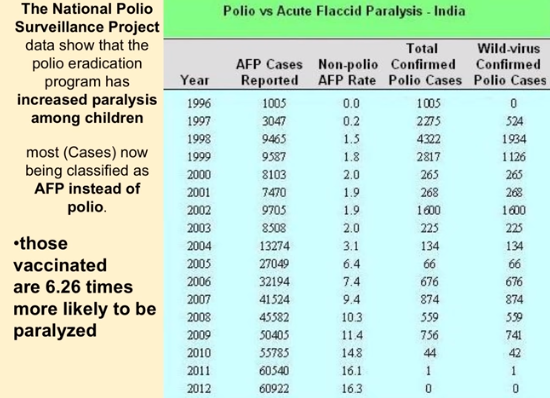 The National Polio
Surveillance Project
data show that the
polio eradication
program has
increased paralysis
among children
most (Cases) now
being classified as
AFP instead of
polio.
•those
vaccinated
are 6.26 times
more likely to be
paralyzed
Polio vs Acute Flaccid Paralysis - India
Total Wild-virus
AFP Cases Non-polio Confirmed Confirmed
Year Reported AFP Rate Polio Cases Polio Cases
1996 1005 0.0 1005 0
1997 3047 0.2 2275 524
1998 9465 1.5 4322 1934
1999 9587 1.8 2817 1126
2000 8103 2.0 265 265
2001 7470 1.9 268 268
2002 9705 1.9 1600 1600
2003 8508 2.0 225 225
2004 13274 3.1 134 134
2005 27049 6.4 66 66
2006 32194 7.4 676 676
2007 41524 9.4 874 874
2008 45582 10.3 559 559
2009 50405 11.4 756 741
2010 55785 14.8 44 42
2011 60540 16.1 1 1
2012 60922 16.3 0 0